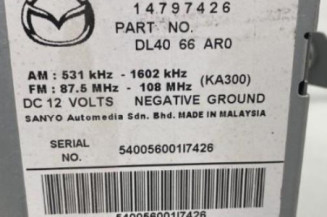 14797426
PART NO.
DL40 66 AR0
AM : 531 kHz - 1602 kHz
FM : 87.5 MHz - 108 MHz (KA300)
DC 12 VOLTS NEGATIVE GROUND
SANYO Automedia Sdn. Bhd. MADE IN MALAYSIA
SERIAL
NO. 540056001I7426
540056001I7426